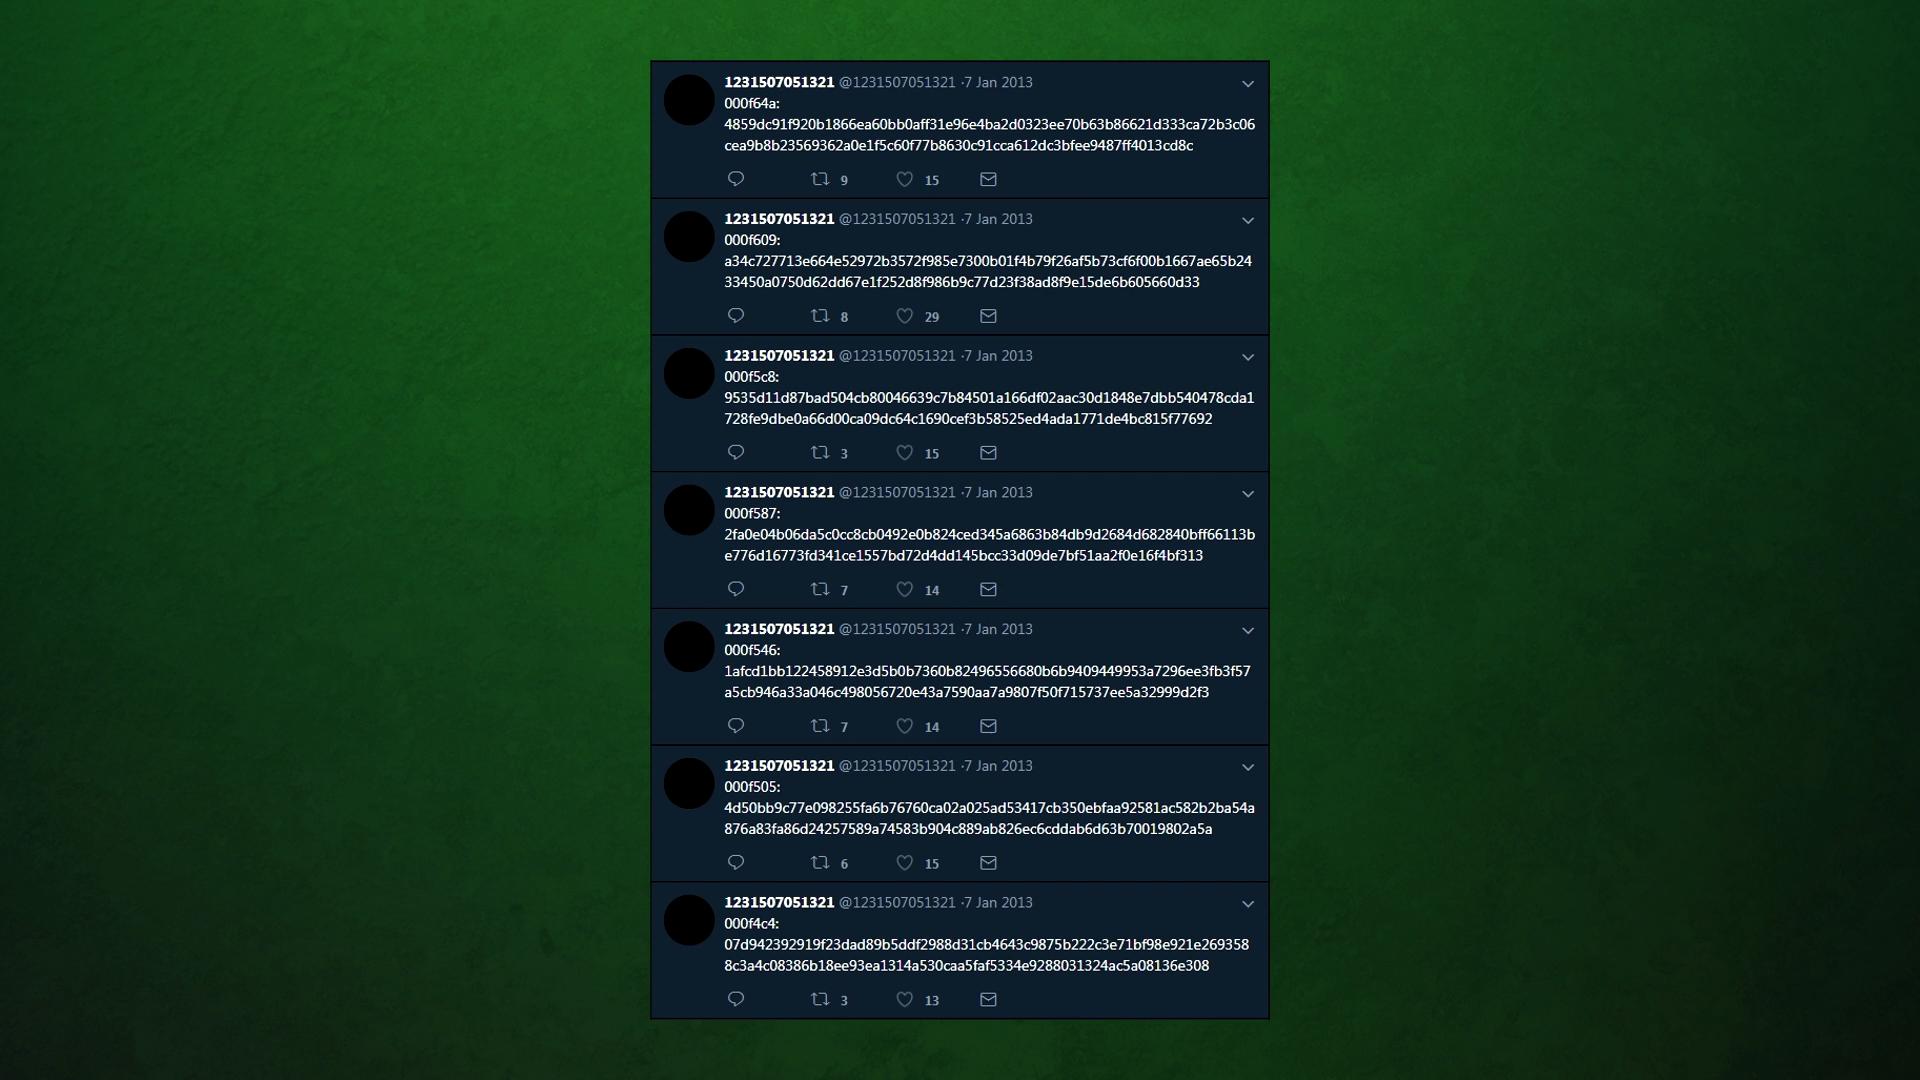 1231507051321 @1231507051321 ·7 Jan 2013
000f64a:
4859dc91f920b1866ea60bb0aff31e96e4ba2d0323ee70b63b86621d333ca72b3c06
cea9b8b23569362a0e1f5c60f77b8630c91cca612dc3bfee9487ff4013cd8c
9 15
1231507051321 @1231507051321 ·7 Jan 2013
000f609:
a34c727713e664e52972b3572f985e7300b01f4b79f26af5b73cf6f00b1667ae65b24
33450a0750d62dd67e1f252d8f986b9c77d23f38ad8f9e15de6b605660d33
8 29
1231507051321 @1231507051321 ·7 Jan 2013
000f5c8:
9535d11d87bad504cb80046639c7b84501a166df02aac30d1848e7dbb540478cda1
728fe9dbe0a66d00ca09dc64c1690cef3b58525ed4ada1771de4bc815f77692
3 15
1231507051321 @1231507051321 ·7 Jan 2013
000f587:
2fa0e04b06da5c0cc8cb0492e0b824ced345a6863b84db9d2684d682840bff66113b
e776d16773fd341ce1557bd72d4dd145bcc33d09de7bf51aa2f0e16f4bf313
7 14
1231507051321 @1231507051321 ·7 Jan 2013
000f546:
1afcd1bb122458912e3d5b0b7360b82496556680b6b9409449953a7296ee3fb3f57
a5cb946a33a046c498056720e43a7590aa7a9807f50f715737ee5a32999d2f3
7 14
1231507051321 @1231507051321 ·7 Jan 2013
000f505:
4d50bb9c77e098255fa6b76760ca02a025ad53417cb350ebfaa92581ac582b2ba54a
876a83fa86d24257589a74583b904c889ab826ec6cddab6d63b70019802a5a
6 15
1231507051321 @1231507051321 ·7 Jan 2013
000f4c4:
07d942392919f23dad89b5ddf2988d31cb4643c9875b222c3e71bf98e921e269358
8c3a4c08386b18ee93ea1314a530caa5faf5334e9288031324ac5a08136e308
3 13